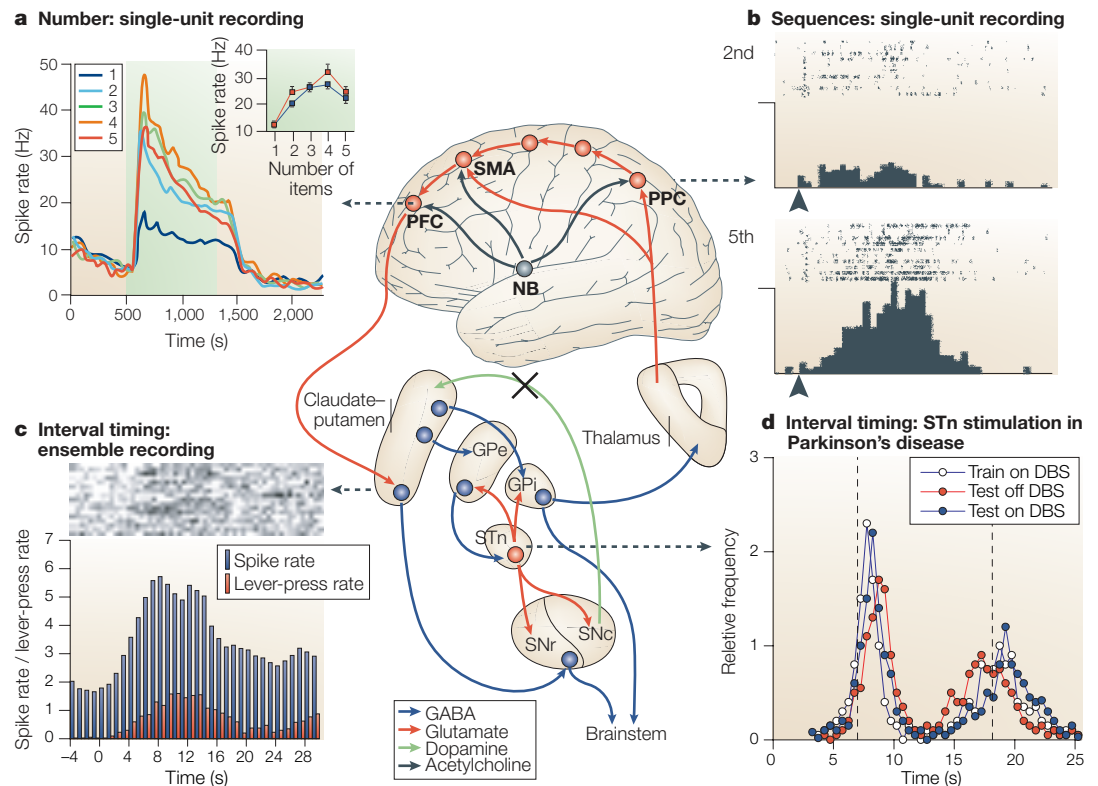 a Number: single-unit recording
50
40
30
20
10
0
Spike rate (Hz)
1
2
3
4
5
0
500
1,000
1,500
2,000
Time (s)
40
30
20
10
Spike rate (Hz)
1
2
3
4
5
Number of
items
b Sequences: single-unit recording
2nd
5th
SMA
PFC
PPC
NB
Claudate–
putamen
GPe
GPi
STn
SNr
SNc
Thalamus
Brainstem
GABA
Glutamate
Dopamine
Acetylcholine
c Interval timing:
ensemble recording
7
6
5
4
3
2
1
0
Spike rate / lever-press rate
Spike rate
Lever-press rate
–4
0
4
8
12
16
20
24
28
Time (s)
d Interval timing: STn stimulation in
Parkinson's disease
3
2
1
0
Reletive frequency
Train on DBS
Test off DBS
Test on DBS
0
5
10
15
20
25
Time (s)